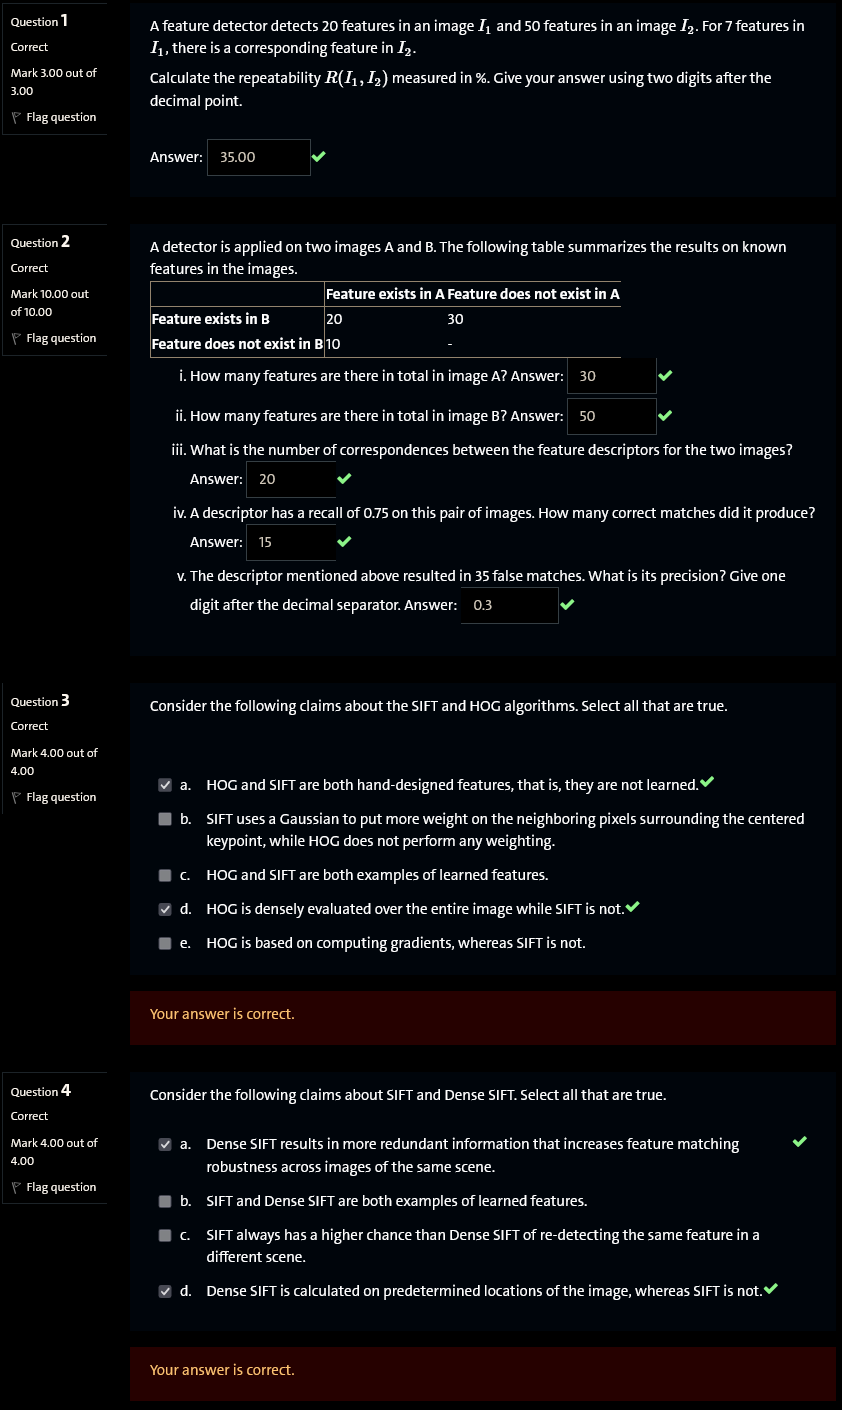 Question 1
Correct
Mark 3.00 out of
3.00
Flag question
A feature detector detects 20 features in an image I₁ and 50 features in an image I₂. For 7 features in
I₁, there is a corresponding feature in I₂.
Calculate the repeatability R(I₁, I₂) measured in %. Give your answer using two digits after the
decimal point.
Answer: 35.00
Question 2
Correct
Mark 10.00 out
of 10.00
Flag question
A detector is applied on two images A and B. The following table summarizes the results on known
features in the images.
Feature exists in A Feature does not exist in A
Feature exists in B 20 30
Feature does not exist in B 10 -
i. How many features are there in total in image A? Answer: 30
ii. How many features are there in total in image B? Answer: 50
iii. What is the number of correspondences between the feature descriptors for the two images?
Answer: 20
iv. A descriptor has a recall of 0.75 on this pair of images. How many correct matches did it produce?
Answer: 15
v. The descriptor mentioned above resulted in 35 false matches. What is its precision? Give one
digit after the decimal separator. Answer: 0.3
Question 3
Correct
Mark 4.00 out of
4.00
Flag question
Consider the following claims about the SIFT and HOG algorithms. Select all that are true.
a. HOG and SIFT are both hand-designed features, that is, they are not learned.
b. SIFT uses a Gaussian to put more weight on the neighboring pixels surrounding the centered
keypoint, while HOG does not perform any weighting.
c. HOG and SIFT are both examples of learned features.
d. HOG is densely evaluated over the entire image while SIFT is not.
e. HOG is based on computing gradients, whereas SIFT is not.
Your answer is correct.
Question 4
Correct
Mark 4.00 out of
4.00
Flag question
Consider the following claims about SIFT and Dense SIFT. Select all that are true.
a. Dense SIFT results in more redundant information that increases feature matching
robustness across images of the same scene.
b. SIFT and Dense SIFT are both examples of learned features.
c. SIFT always has a higher chance than Dense SIFT of re-detecting the same feature in a
different scene.
d. Dense SIFT is calculated on predetermined locations of the image, whereas SIFT is not.
Your answer is correct.